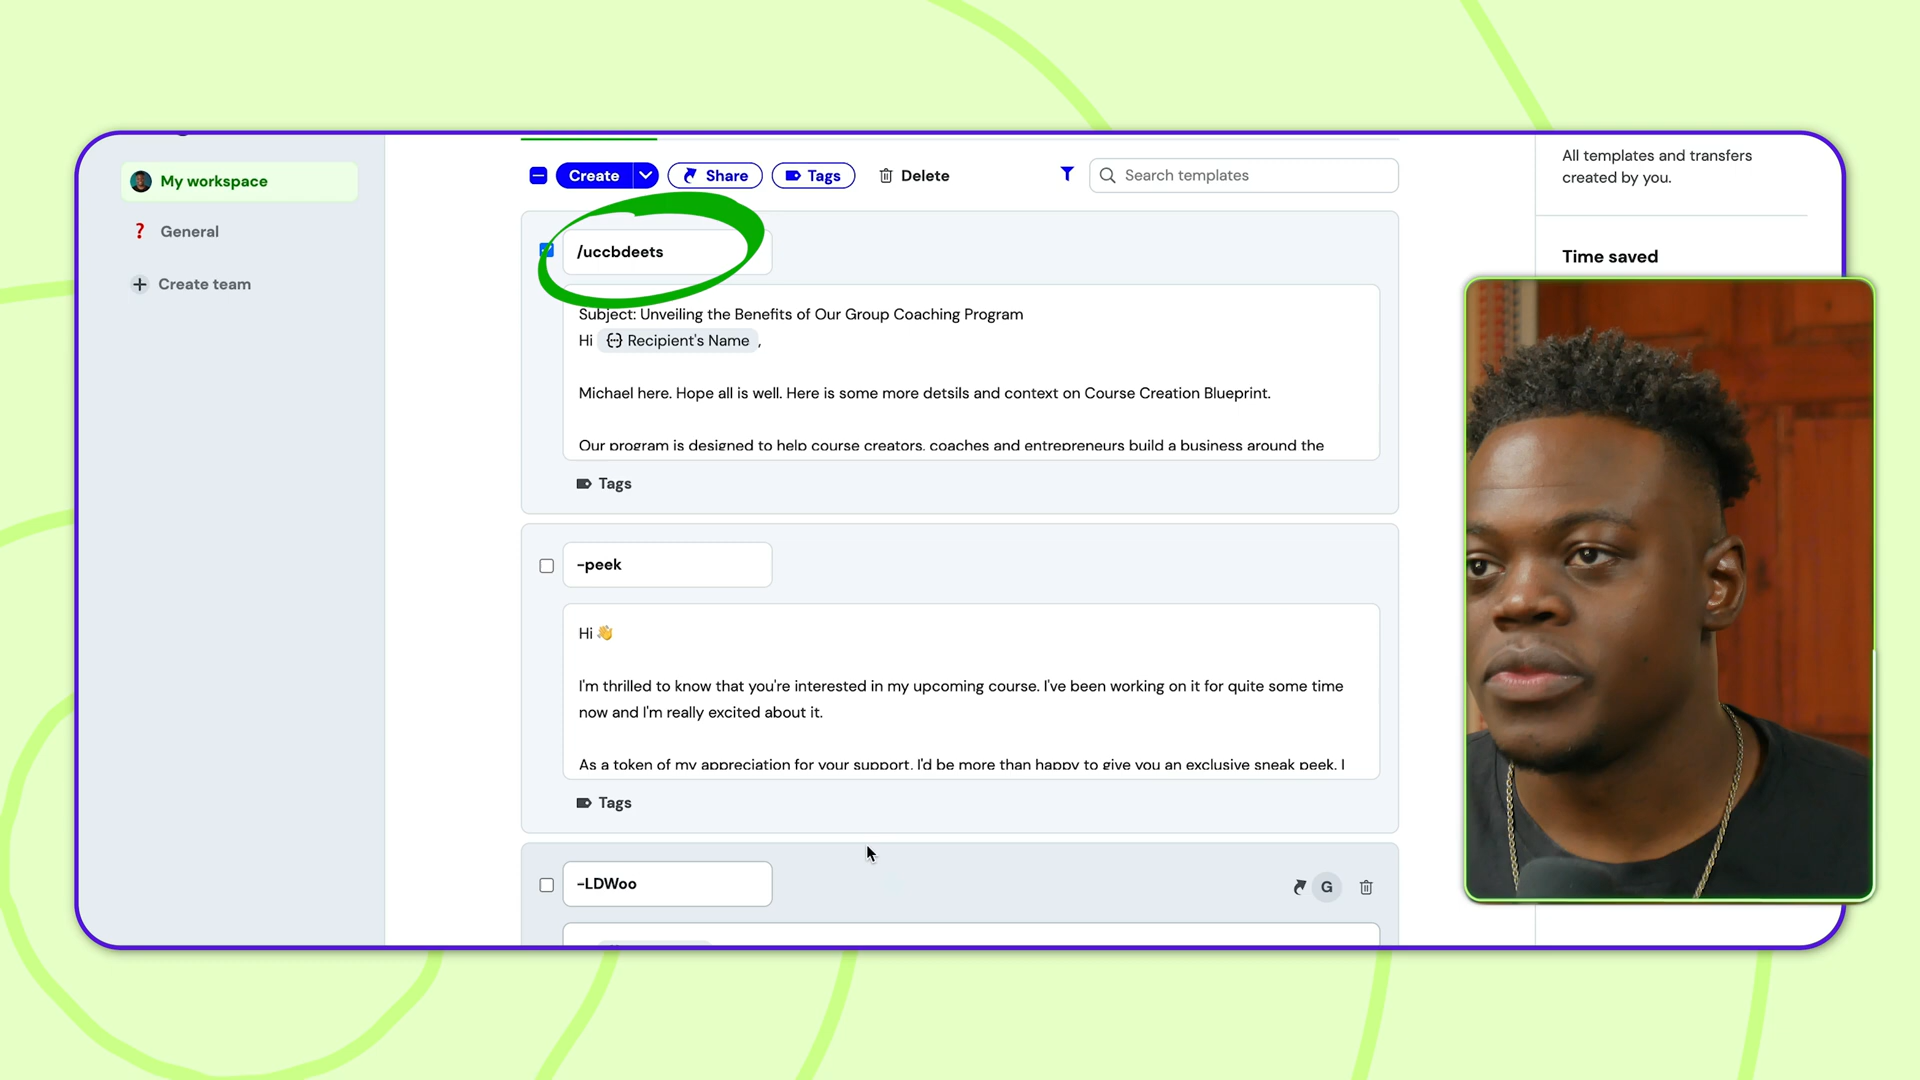 My workspace
General
Create team
Create
Share
Tags
Delete
Search templates
/uccbdeets
Subject: Unveiling the Benefits of Our Group Coaching Program
Hi Recipient's Name ,
Michael here. Hope all is well. Here is some more detsils and context on Course Creation Blueprint.
Our program is designed to help course creators, coaches and entrepreneurs build a business around the
Tags
-peek
Hi 👋
I'm thrilled to know that you're interested in my upcoming course. I've been working on it for quite some time
now and I'm really excited about it.
As a token of my appreciation for your support, I'd be more than happy to give you an exclusive sneak peek. I
Tags
-LDWoo
G
All templates and transfers
created by you.
Time saved